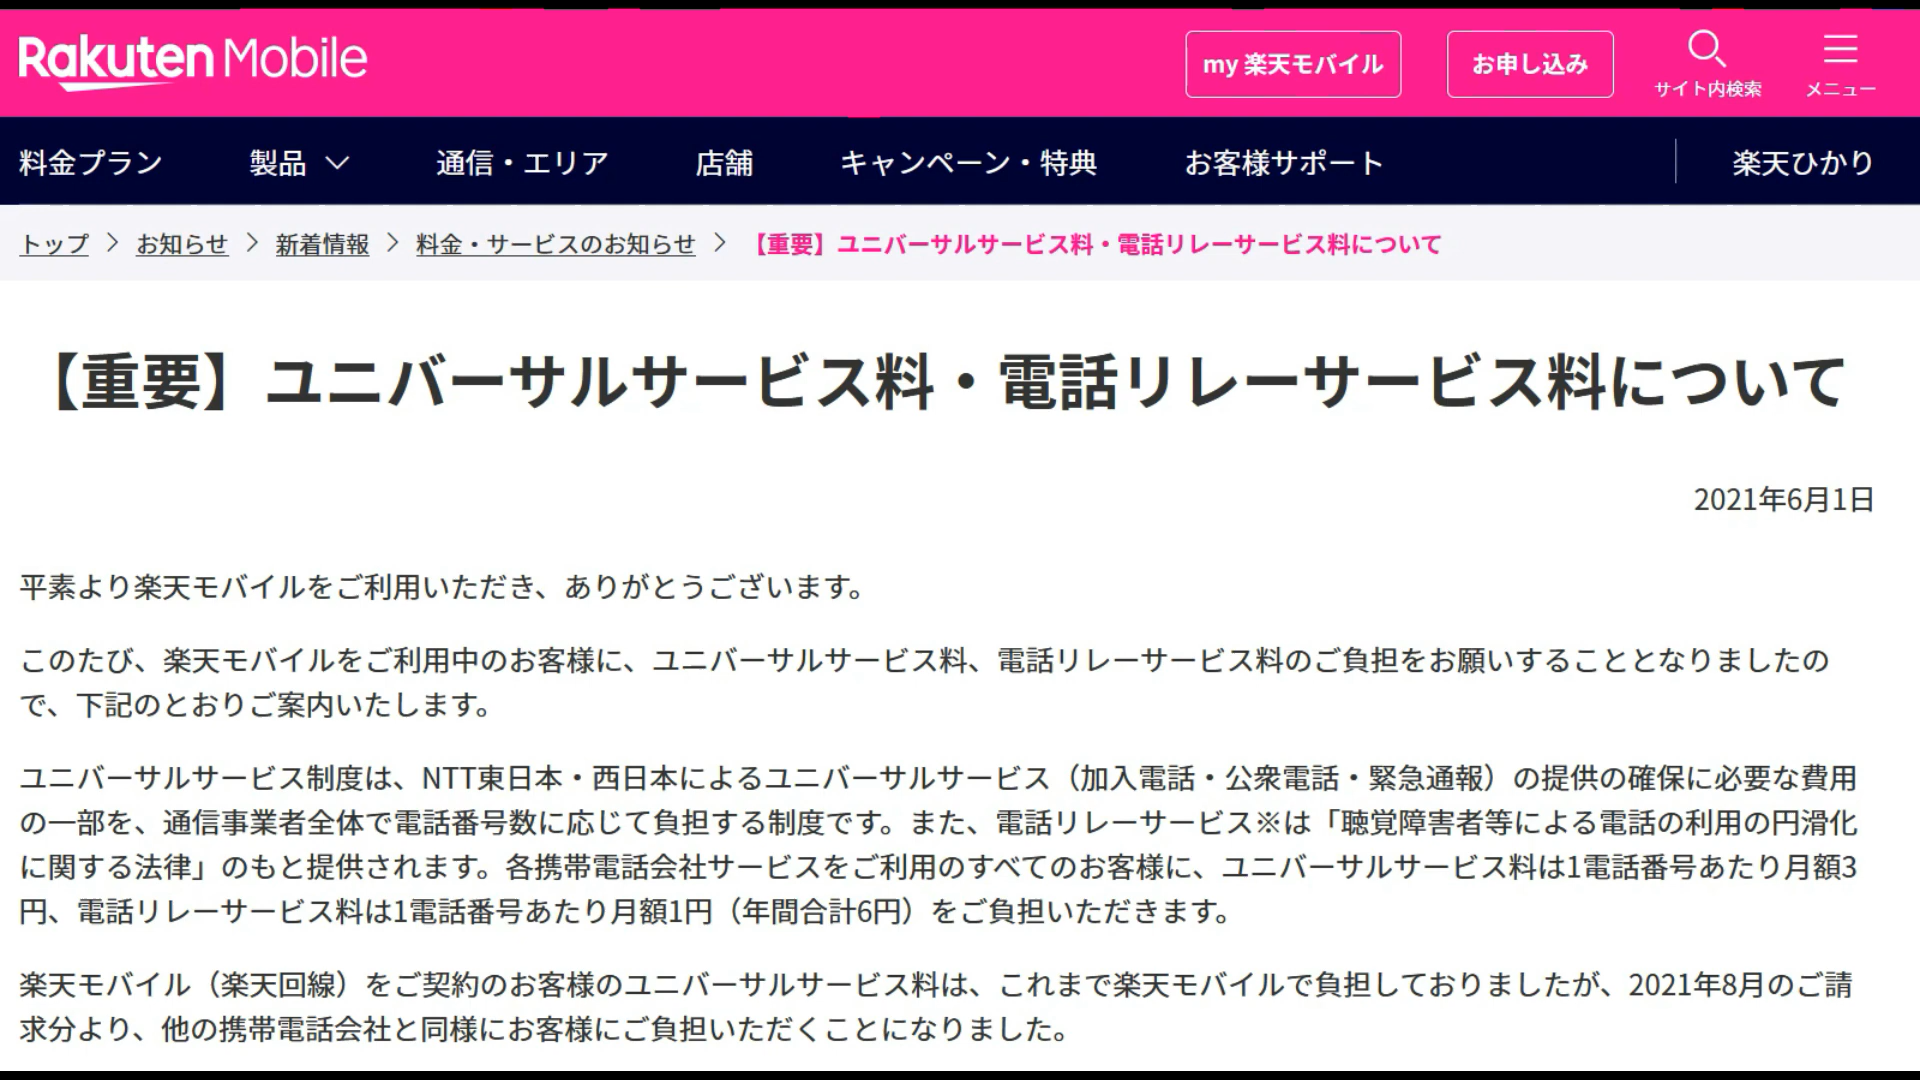 Rakuten Mobile
my 楽天モバイル
お申し込み
サイト内検索
メニュー
料金プラン
製品
通信・エリア
店舗
キャンペーン・特典
お客様サポート
楽天ひかり
トップ > お知らせ > 新着情報 > 料金・サービスのお知らせ > 【重要】ユニバーサルサービス料・電話リレーサービス料について
【重要】ユニバーサルサービス料・電話リレーサービス料について
2021年6月1日
平素より楽天モバイルをご利用いただき、ありがとうございます。
このたび、楽天モバイルをご利用中のお客様に、ユニバーサルサービス料、電話リレーサービス料のご負担をお願いすることとなりましたの
で、下記のとおりご案内いたします。
ユニバーサルサービス制度は、NTT東日本・西日本によるユニバーサルサービス（加入電話・公衆電話・緊急通報）の提供の確保に必要な費用
の一部を、通信事業者全体で電話番号数に応じて負担する制度です。また、電話リレーサービス※は「聴覚障害者等による電話の利用の円滑化
に関する法律」のもと提供されます。各携帯電話会社サービスをご利用のすべてのお客様に、ユニバーサルサービス料は1電話番号あたり月額3
円、電話リレーサービス料は1電話番号あたり月額1円（年間合計6円）をご負担いただきます。
楽天モバイル（楽天回線）をご契約のお客様のユニバーサルサービス料は、これまで楽天モバイルで負担しておりましたが、2021年8月のご請
求分より、他の携帯電話会社と同様にお客様にご負担いただくことになりました。